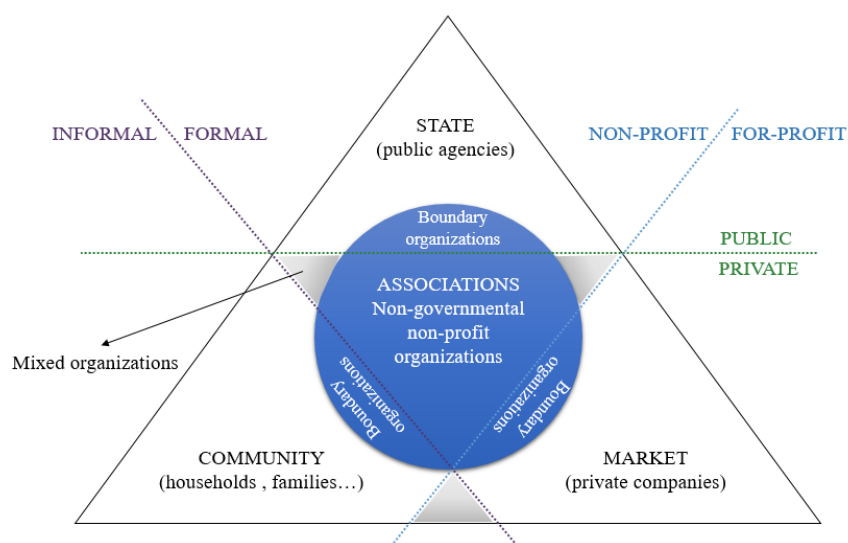 INFORMAL
FORMAL
STATE
(public agencies)
NON-PROFIT
FOR-PROFIT
Boundary
organizations
PUBLIC
PRIVATE
ASSOCIATIONS
Non-governmental
non-profit
organizations
Mixed organizations
Boundary
organizations
Boundary
organizations
COMMUNITY
(households , families…)
MARKET
(private companies)